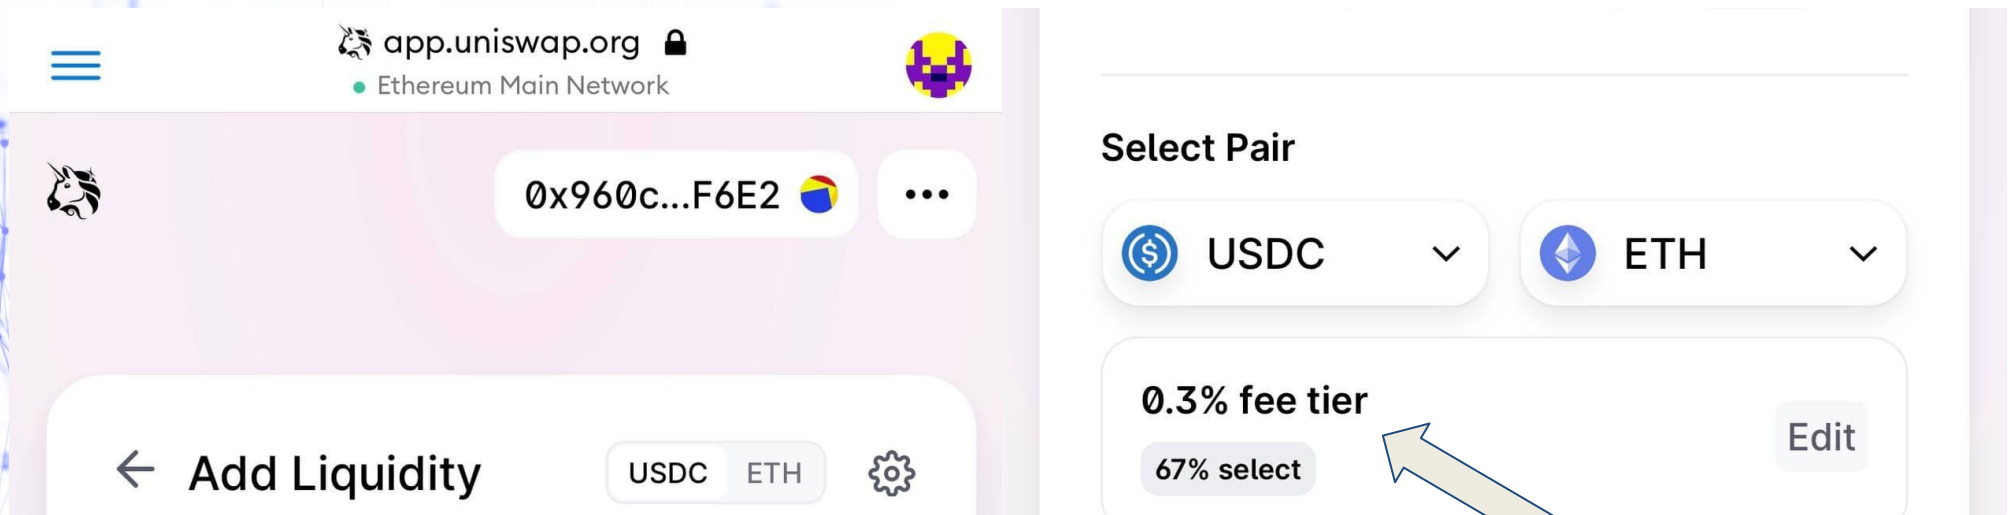 app.uniswap.org
Ethereum Main Network
0x960c...F6E2
Add Liquidity
USDC ETH
Select Pair
USDC
ETH
0.3% fee tier
67% select
Edit